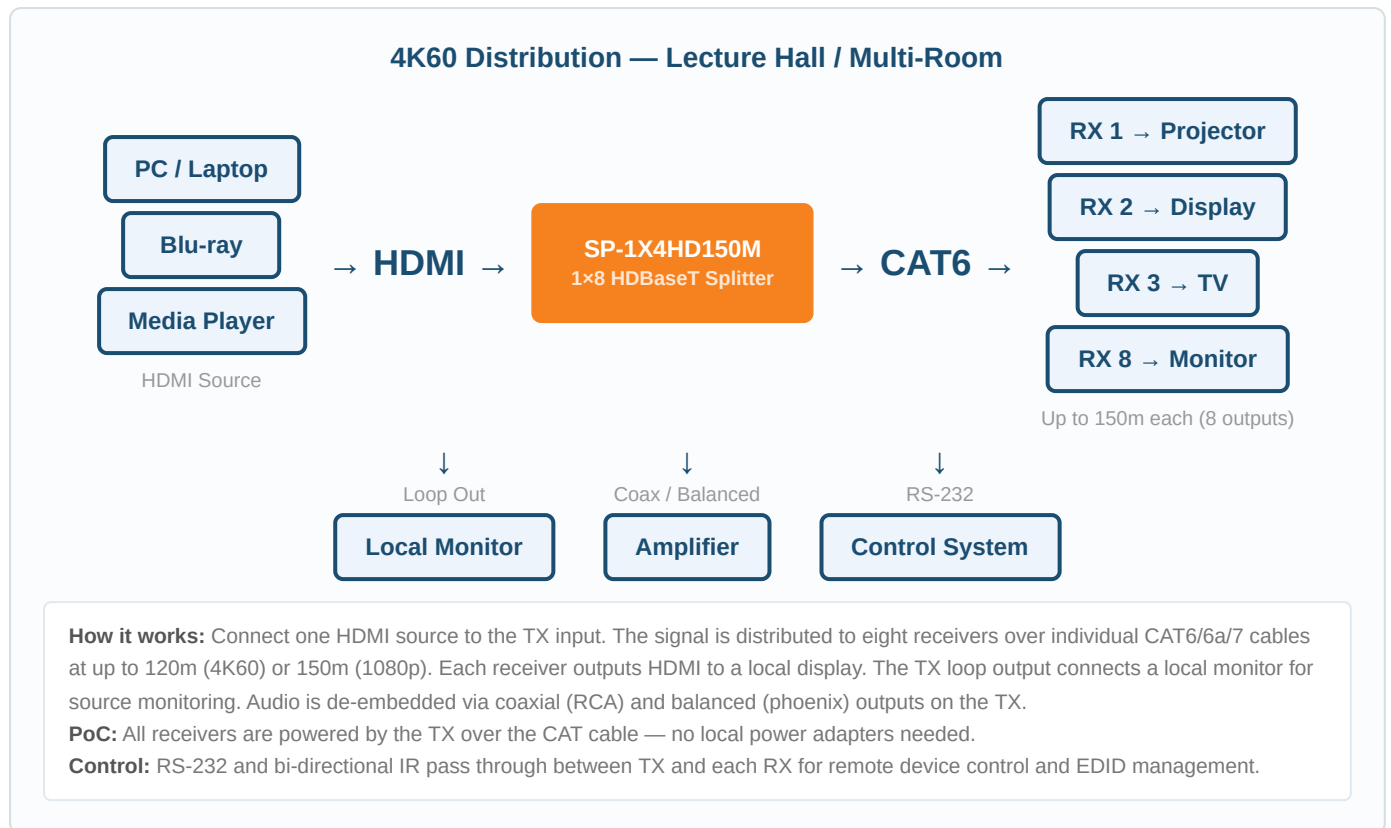 4K60 Distribution — Lecture Hall / Multi-Room
PC / Laptop
Blu-ray
Media Player
HDMI Source
→ HDMI →
SP-1X4HD150M
1×8 HDBaseT Splitter
→ CAT6 →
RX 1 → Projector
RX 2 → Display
RX 3 → TV
RX 8 → Monitor
Up to 150m each (8 outputs)
↓
Loop Out
Local Monitor
↓
Coax / Balanced
Amplifier
↓
RS-232
Control System
How it works: Connect one HDMI source to the TX input. The signal is distributed to eight receivers over individual CAT6/6a/7 cables
at up to 120m (4K60) or 150m (1080p). Each receiver outputs HDMI to a local display. The TX loop output connects a local monitor for
source monitoring. Audio is de-embedded via coaxial (RCA) and balanced (phoenix) outputs on the TX.
PoC: All receivers are powered by the TX over the CAT cable — no local power adapters needed.
Control: RS-232 and bi-directional IR pass through between TX and each RX for remote device control and EDID management.